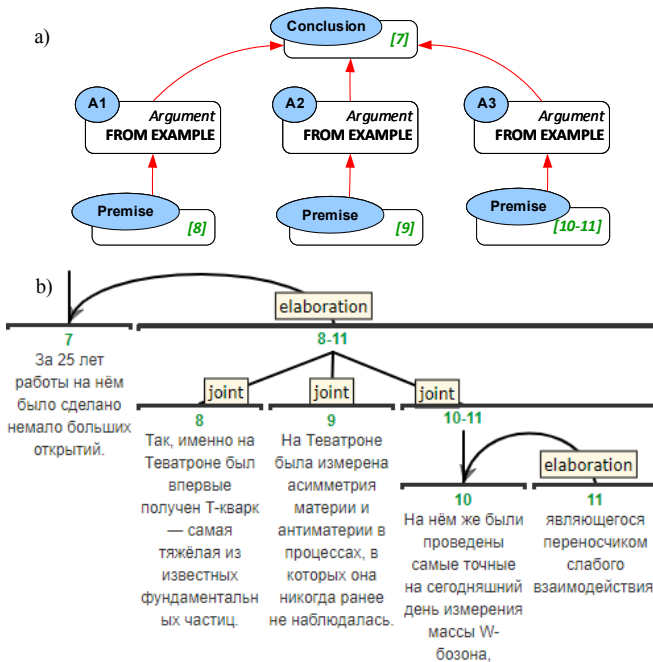 a)
Conclusion
[7]
A1
Argument
FROM EXAMPLE
A2
Argument
FROM EXAMPLE
A3
Argument
FROM EXAMPLE
Premise
[8]
Premise
[9]
Premise
[10-11]
b)
elaboration
7
За 25 лет
работы на нём
было сделано
немало больших
открытий.
8-11
joint
joint
joint
8
Так, именно на
Теватроне был
впервые
получен Т-кварк
— самая
тяжёлая из
известных
фундаментальн
ых частиц.
9
На Теватроне
была измерена
асимметрия
материи и
антиматерии в
процессах, в
которых она
никогда ранее
не наблюдалась.
10-11
elaboration
10
На нём же были
проведены
самые точные
на сегодняшний
день измерения
массы W-
бозона,
11
являющегося
переносчиком
слабого
взаимодействия.